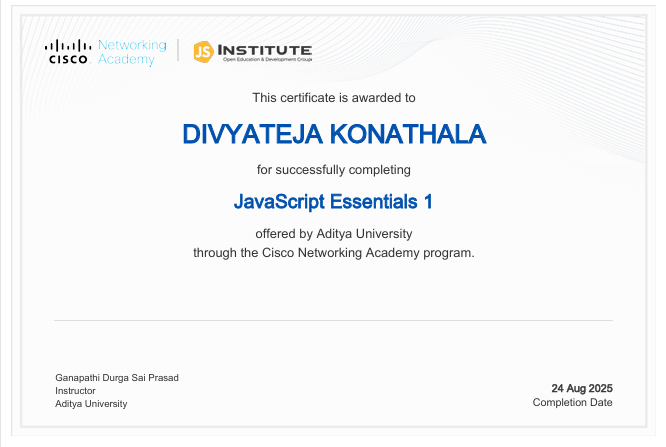 CISCO Networking Academy
JS INSTITUTE
Open Education & Development Group
This certificate is awarded to
DIVYATEJA KONATHALA
for successfully completing
JavaScript Essentials 1
offered by Aditya University
through the Cisco Networking Academy program.
Ganapathi Durga Sai Prasad
Instructor
Aditya University
24 Aug 2025
Completion Date